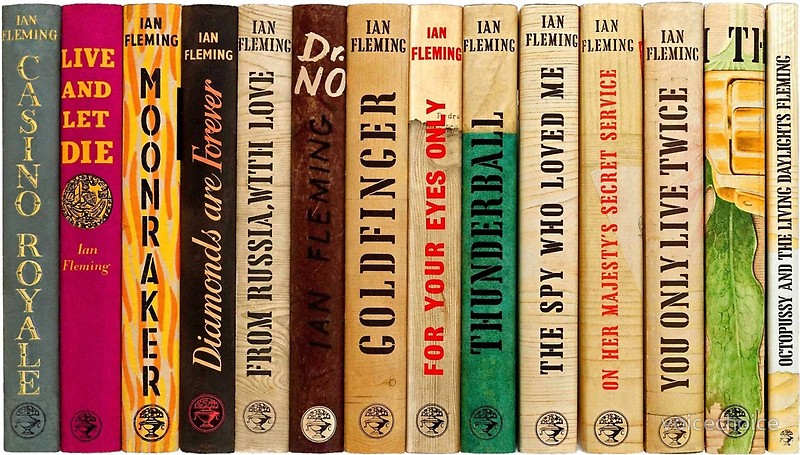 IAN
FLEMING
CASINO ROYALE
LIVE
AND
LET
DIE
Ian
Fleming
IAN
FLEMING
MOONRAKER
IAN
FLEMING
Diamonds are Forever
IAN
FLEMING
FROM RUSSIA, WITH LOVE
Dr.
NO
IAN FLEMING
IAN
FLEMING
GOLDFINGER
IAN
FLEMING
FOR YOUR EYES ONLY
IAN
FLEMING
THUNDERBALL
IAN
FLEMING
THE SPY WHO LOVED ME
IAN
FLEMING
ON HER MAJESTY'S SECRET SERVICE
IAN
FLEMING
YOU ONLY LIVE TWICE
TH
OCTOPUSSY AND THE LIVING DAYLIGHTS FLEMING